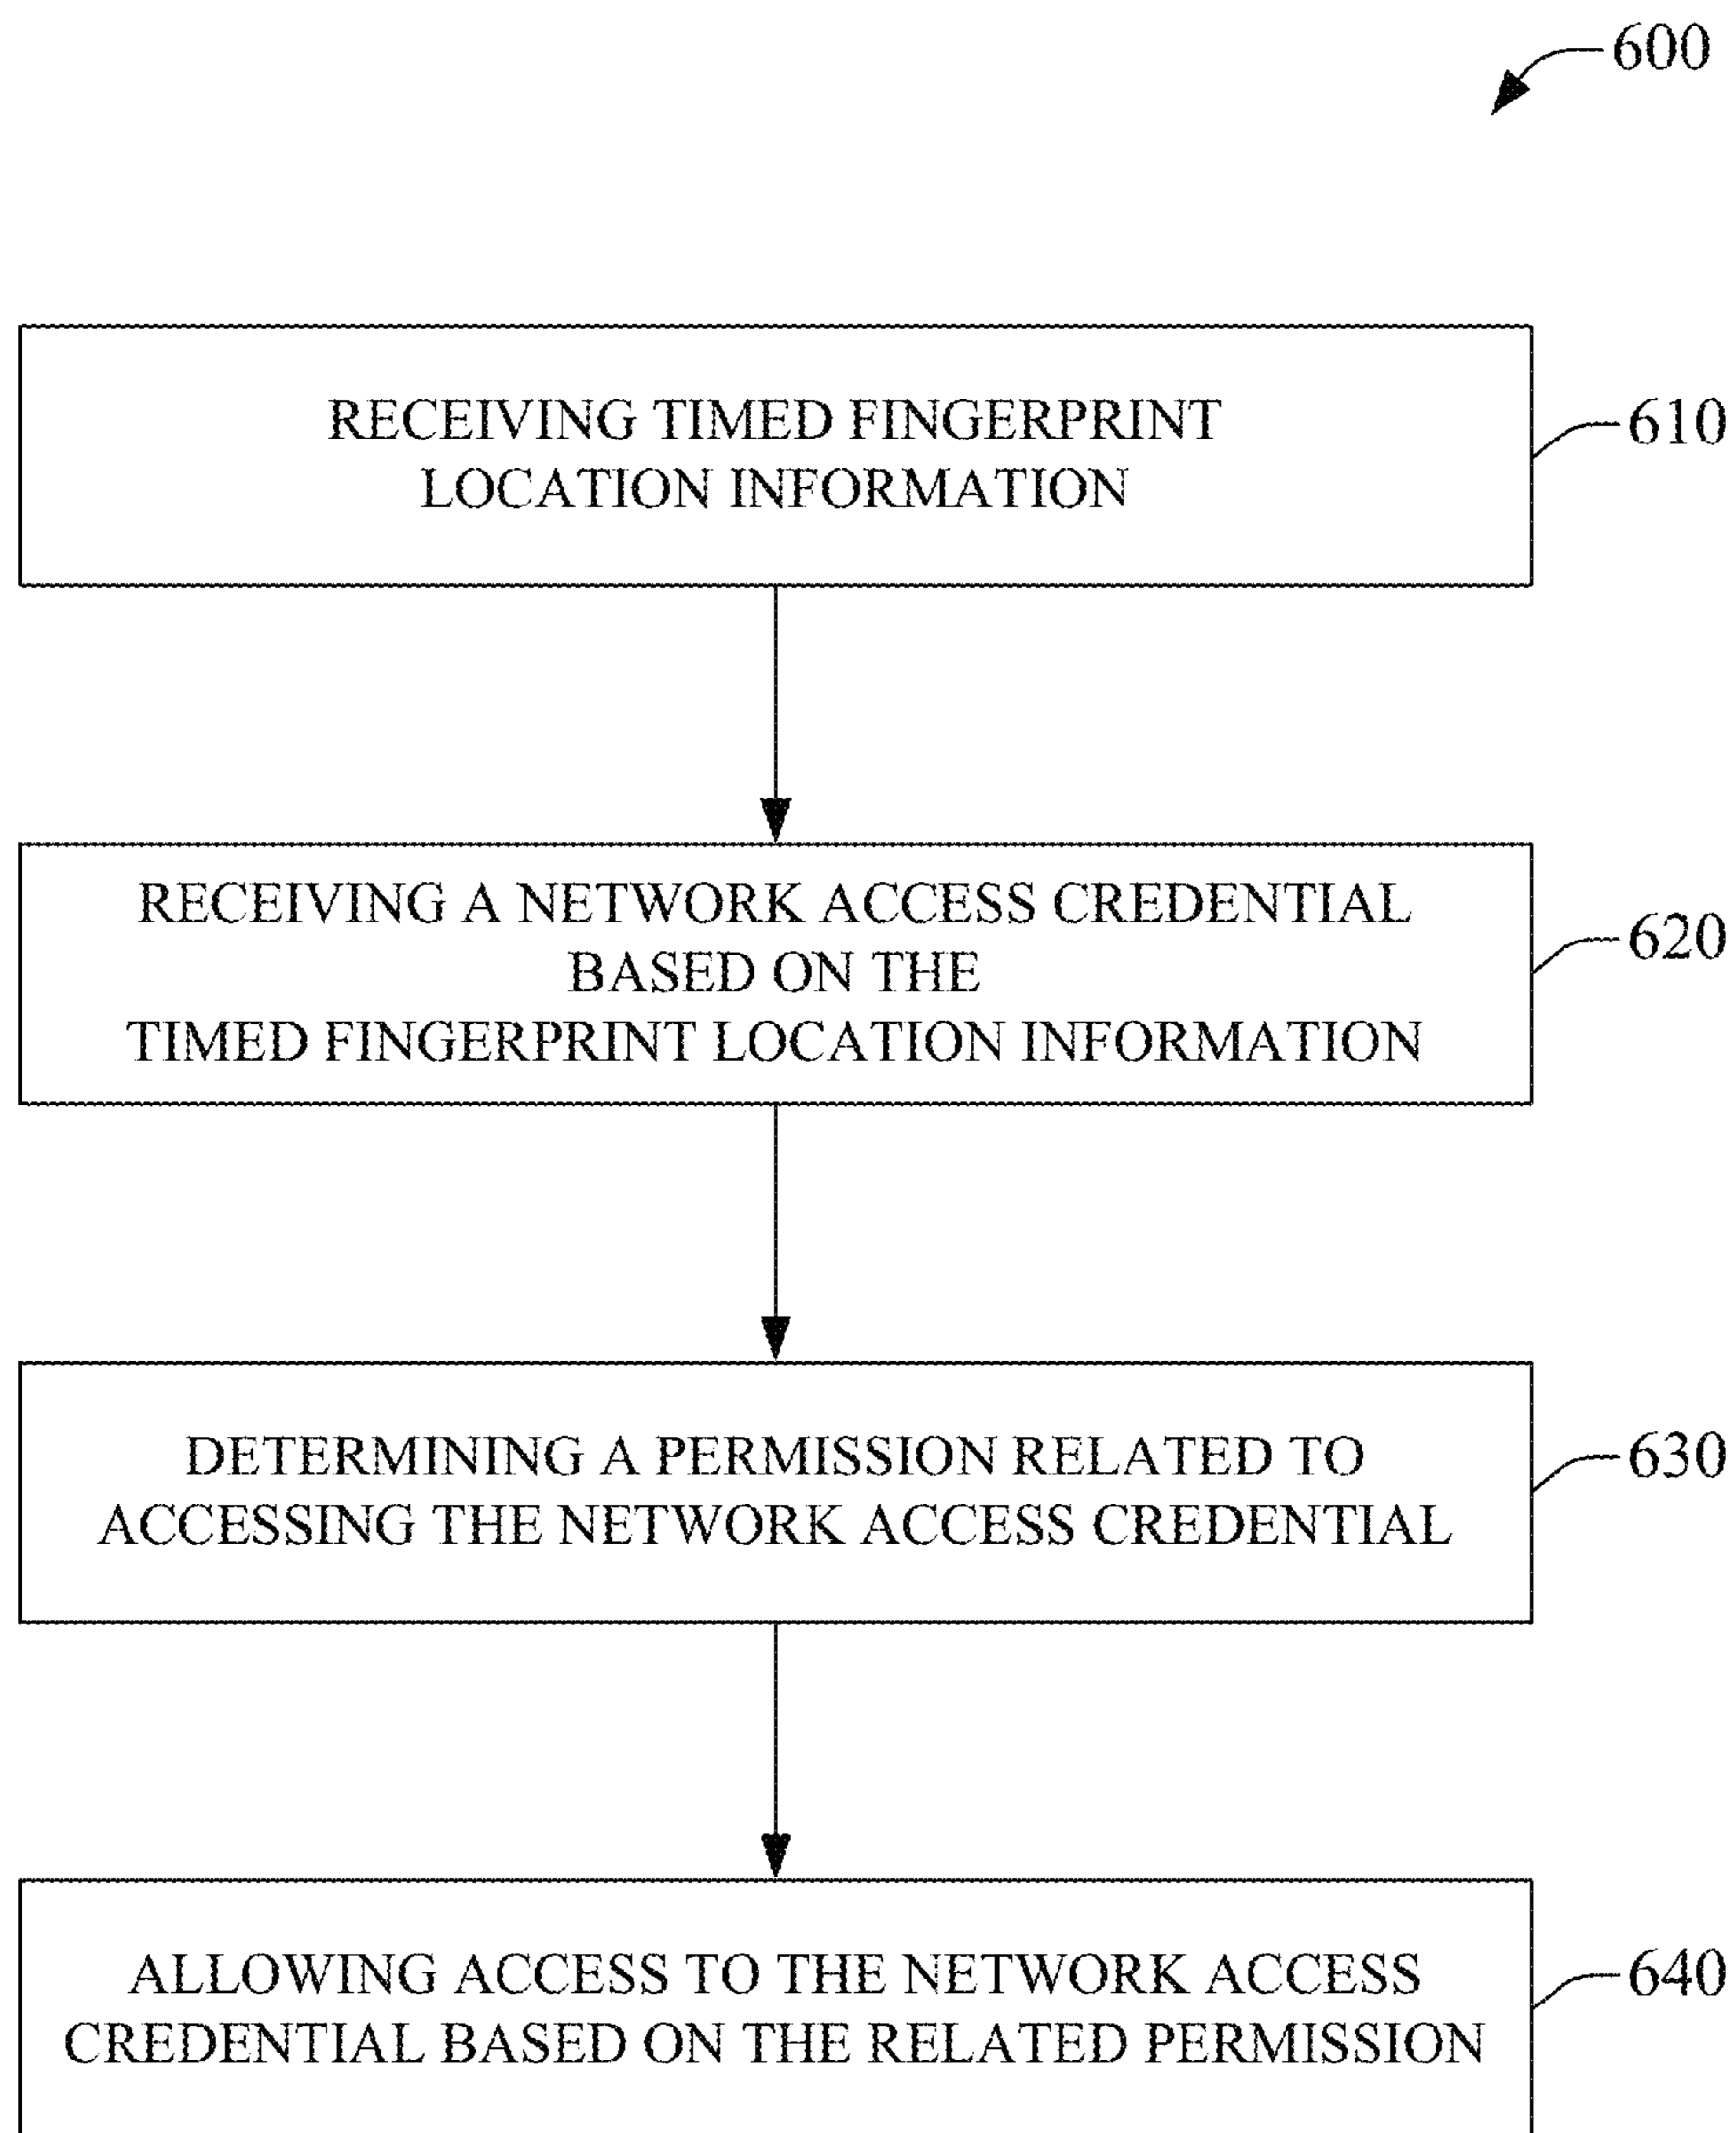 600
RECEIVING TIMED FINGERPRINT
LOCATION INFORMATION
610
RECEIVING A NETWORK ACCESS CREDENTIAL
BASED ON THE
TIMED FINGERPRINT LOCATION INFORMATION
620
DETERMINING A PERMISSION RELATED TO
ACCESSING THE NETWORK ACCESS CREDENTIAL
630
ALLOWING ACCESS TO THE NETWORK ACCESS
CREDENTIAL BASED ON THE RELATED PERMISSION
640